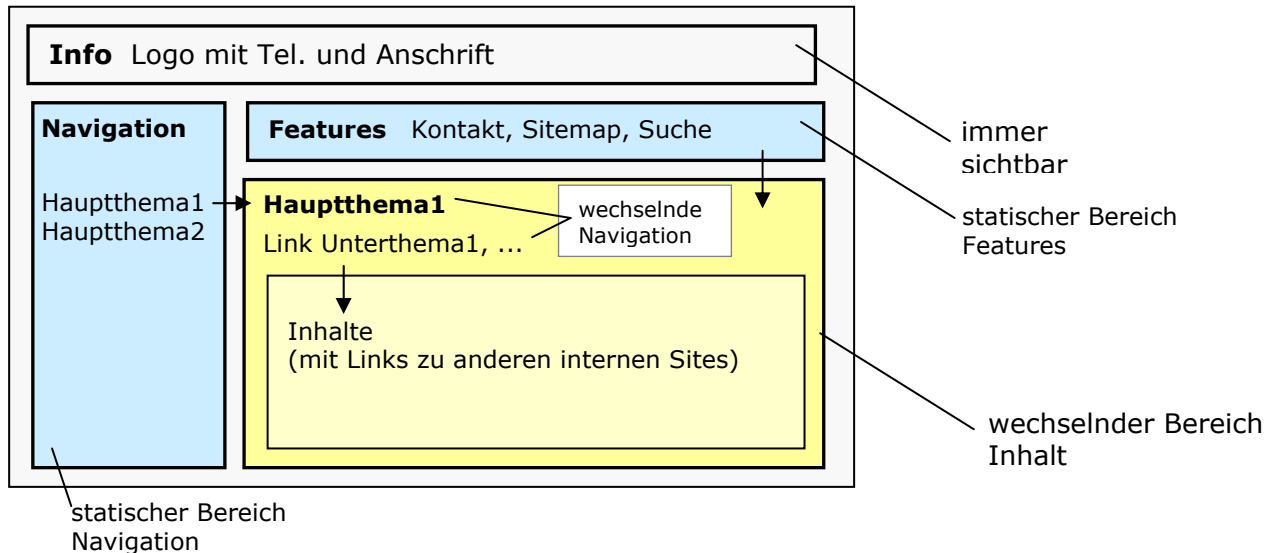 Info Logo mit Tel. und Anschrift
Navigation
Features Kontakt, Sitemap, Suche
immer
sichtbar
Hauptthema1
Hauptthema2
Hauptthema1
Link Unterthema1, ...
wechselnde
Navigation
statischer Bereich
Features
Inhalte
(mit Links zu anderen internen Sites)
wechselnder Bereich
Inhalt
statischer Bereich
Navigation